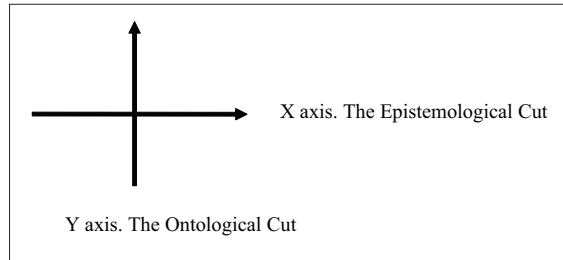 X axis. The Epistemological Cut
Y axis. The Ontological Cut